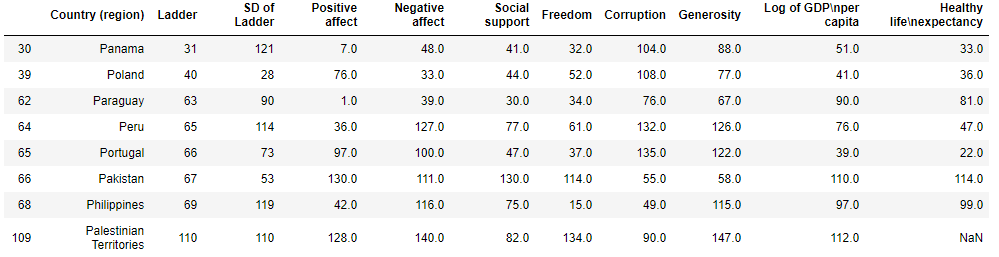 Country (region) Ladder SD of Ladder Positive affect Negative affect Social support Freedom Corruption Generosity Log of GDP\nper capita Healthy life\nexpectancy
30 Panama 31 121 7.0 48.0 41.0 32.0 104.0 88.0 51.0 33.0
39 Poland 40 28 76.0 33.0 44.0 52.0 108.0 77.0 41.0 36.0
62 Paraguay 63 90 1.0 39.0 30.0 34.0 76.0 67.0 90.0 81.0
64 Peru 65 114 36.0 127.0 77.0 61.0 132.0 126.0 76.0 47.0
65 Portugal 66 73 97.0 100.0 47.0 37.0 135.0 122.0 39.0 22.0
66 Pakistan 67 53 130.0 111.0 130.0 114.0 55.0 58.0 110.0 114.0
68 Philippines 69 119 42.0 116.0 75.0 15.0 49.0 115.0 97.0 99.0
109 Palestinian Territories 110 110 128.0 140.0 82.0 134.0 90.0 147.0 112.0 NaN